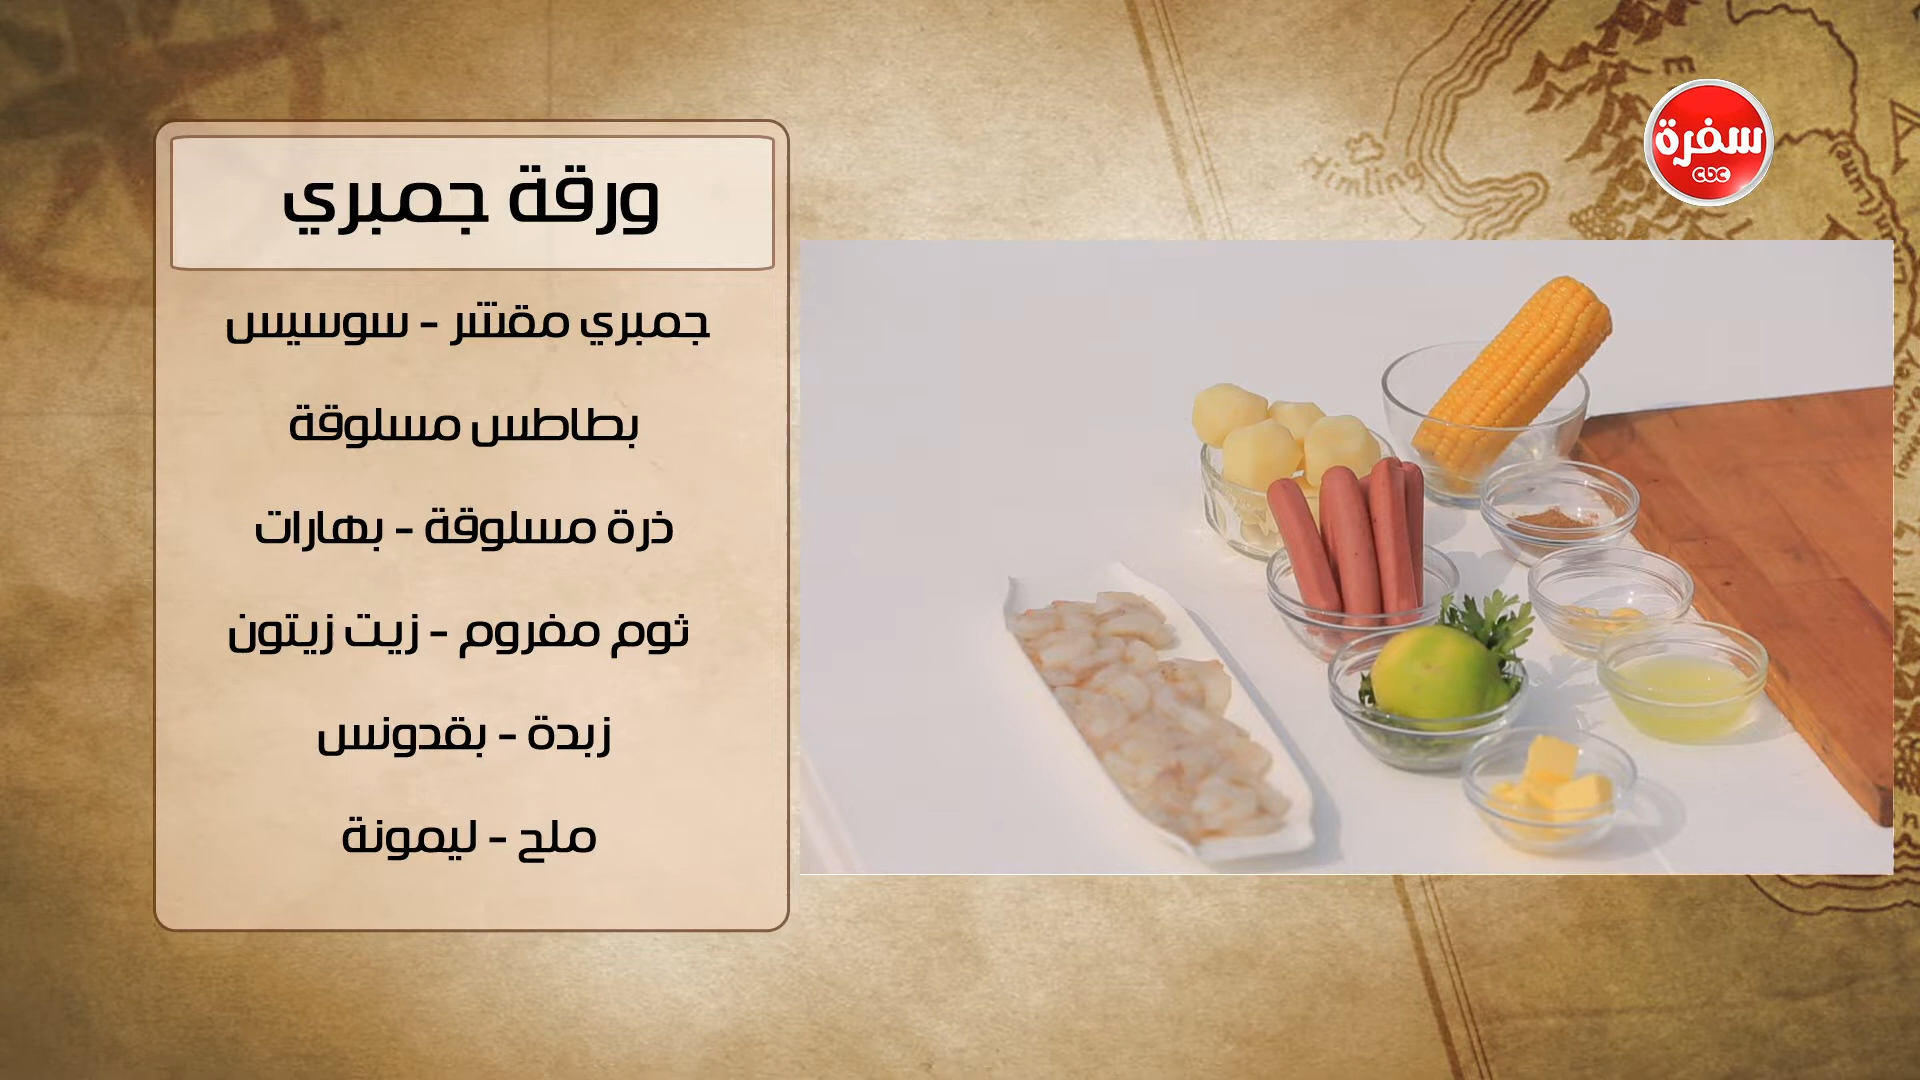 سفرة
cbc
ورقة جمبري
جمبري مقشر - سوسيس
بطاطس مسلوقة
ذرة مسلوقة - بهارات
ثوم مفروم - زيت زيتون
زبدة - بقدونس
ملح - ليمونة